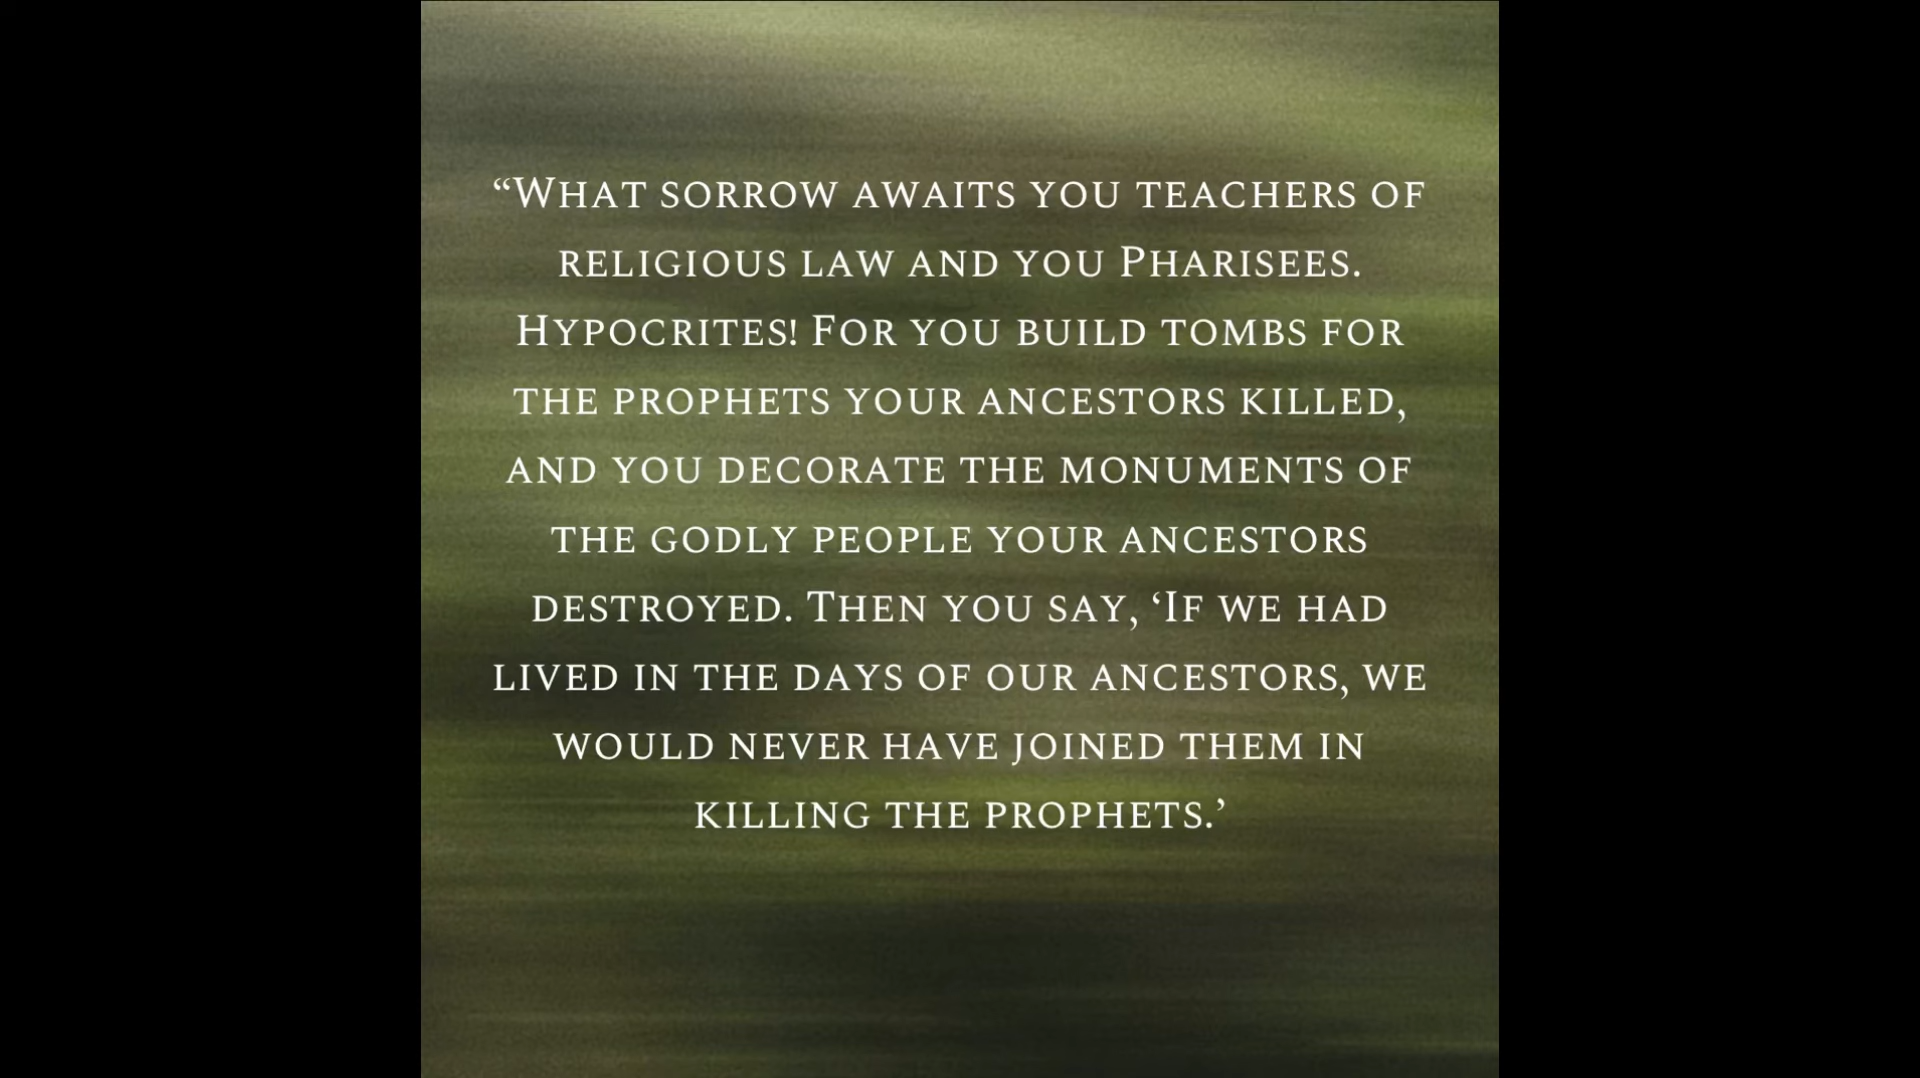 “What sorrow awaits you teachers of
religious law and you Pharisees.
Hypocrites! For you build tombs for
the prophets your ancestors killed,
and you decorate the monuments of
the godly people your ancestors
destroyed. Then you say, ‘If we had
lived in the days of our ancestors, we
would never have joined them in
killing the prophets.’